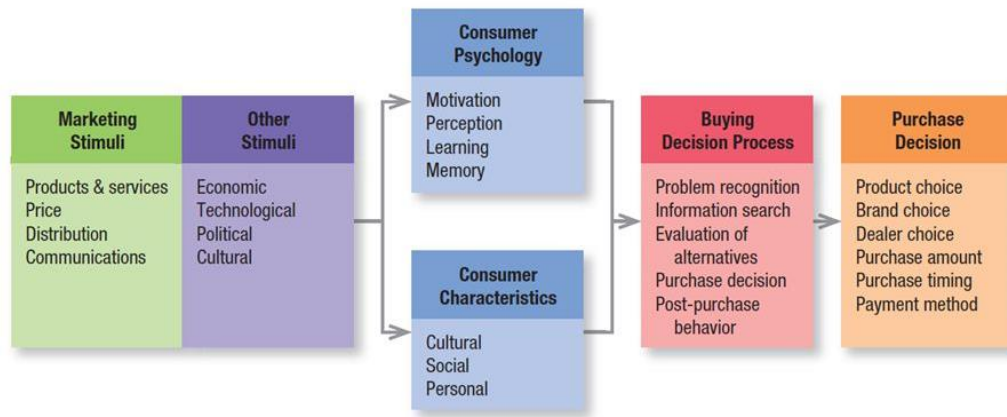 Marketing
Stimuli
Products & services
Price
Distribution
Communications
Other
Stimuli
Economic
Technological
Political
Cultural
Consumer
Psychology
Motivation
Perception
Learning
Memory
Consumer
Characteristics
Cultural
Social
Personal
Buying
Decision Process
Problem recognition
Information search
Evaluation of
alternatives
Purchase decision
Post-purchase
behavior
Purchase
Decision
Product choice
Brand choice
Dealer choice
Purchase amount
Purchase timing
Payment method